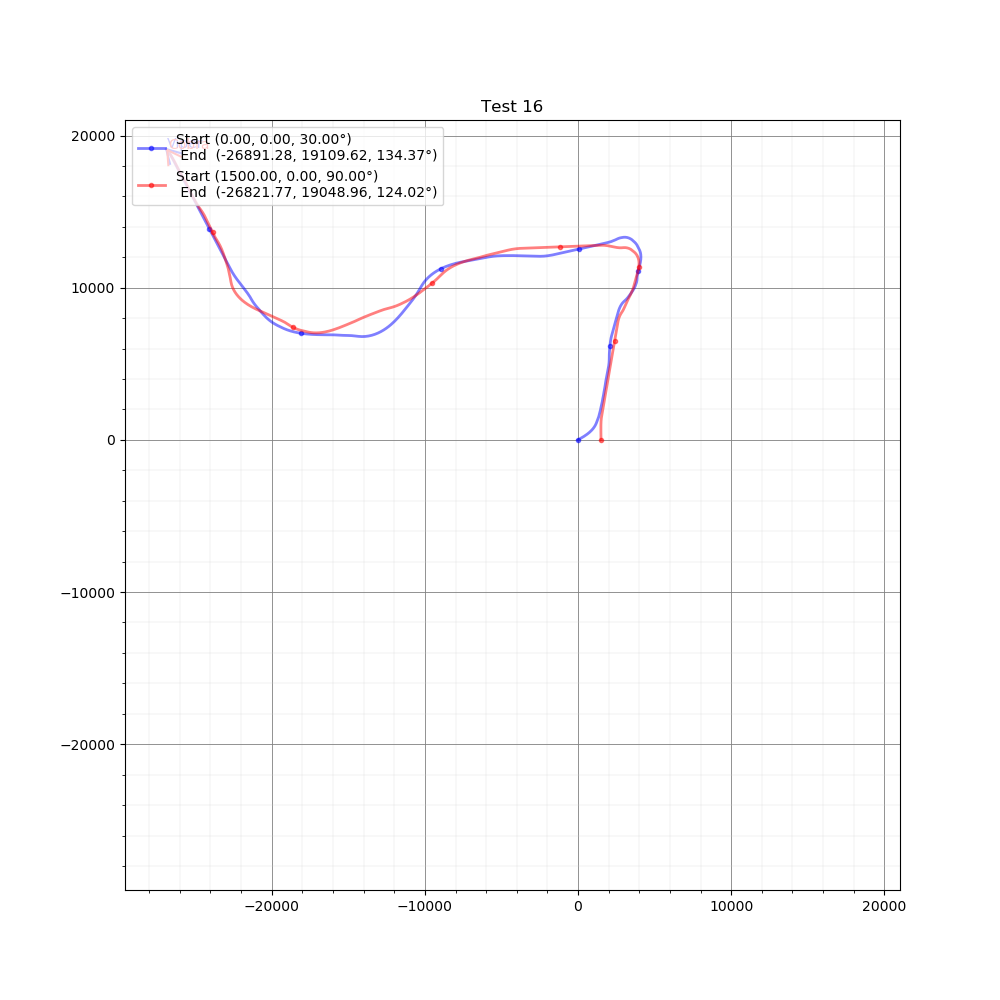 Test 16
Start (0.00, 0.00, 30.00°)
End (-26891.28, 19109.62, 134.37°)
Start (1500.00, 0.00, 90.00°)
End (-26821.77, 19048.96, 124.02°)
20000
10000
0
−10000
−20000
−20000 −10000 0 10000 20000